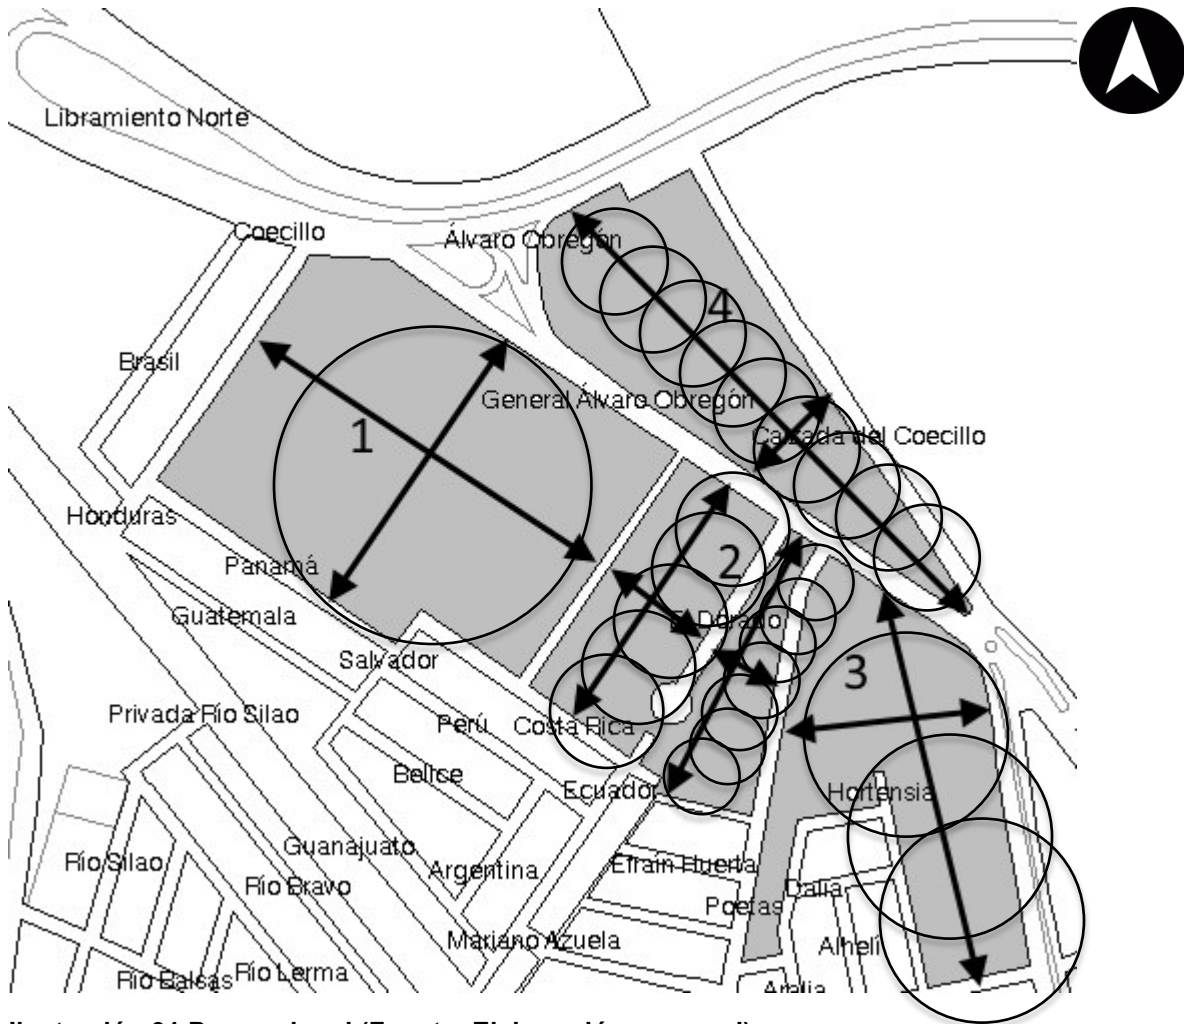 Libramiento Norte
Coecillo
Álvaro Obregón
4
Brasil
General Álvaro Obregón
1
Calzada del Coecillo
Honduras
Panamá
2
Guatemala
El Dorado
Salvador
3
Privada Río Silao
Perú
Costa Rica
Belice
Ecuador
Hortensia
Guanajuato
Río Silao
Argentina
Efraín Huerta
Río Bravo
Dalia
Poetas
Mariano Azuela
Alhelí
Río Balsas
Río Lerma
Aralia